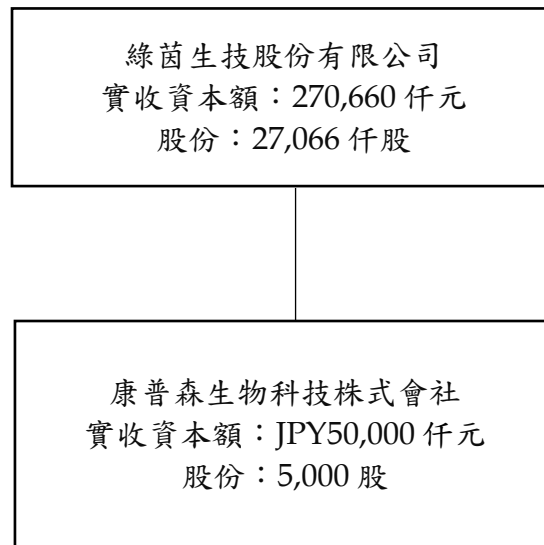 綠茵生技股份有限公司
實收資本額：270,660 仟元
股份：27,066 仟股
康普森生物科技株式會社
實收資本額：JPY50,000 仟元
股份：5,000 股